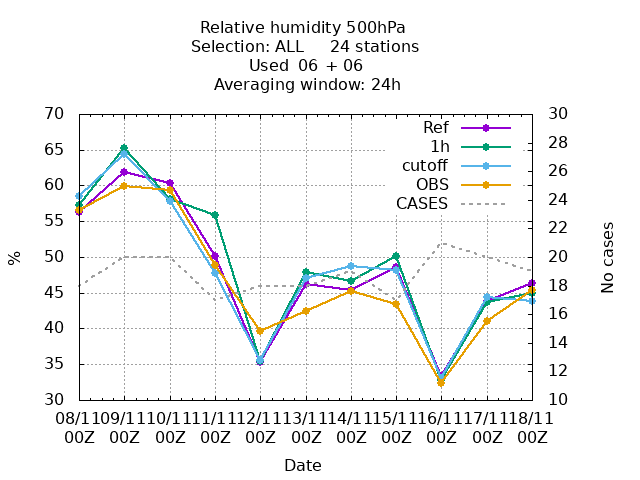 Relative humidity 500hPa
Selection: ALL 24 stations
Used 06 + 06
Averaging window: 24h
70
65
60
55
50
45
40
35
30
%
30
28
26
24
22
20
18
16
14
12
10
No cases
Ref
1h
cutoff
OBS
CASES
08/11 09/11 10/11 11/11 12/11 13/11 14/11 15/11 16/11 17/11 18/11
00Z 00Z 00Z 00Z 00Z 00Z 00Z 00Z 00Z 00Z 00Z
Date